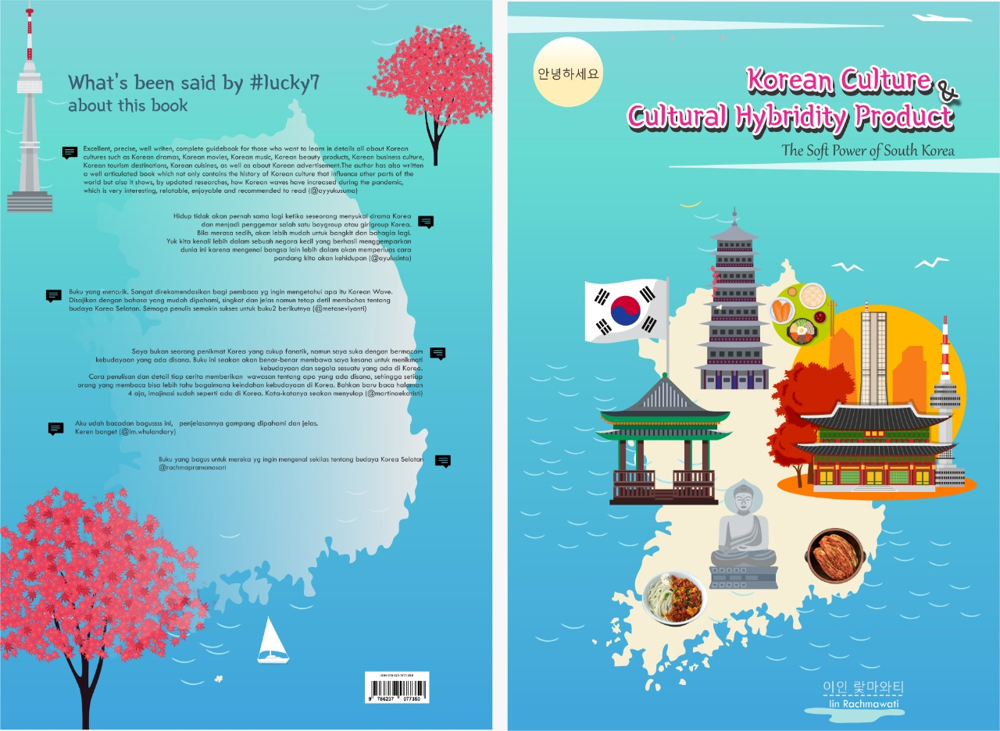 What's been said by #lucky7
about this book
Excellent, precise, well writen, complete guidebook for those who want to learn in details all about Korean
cultures such as Korean dramas, Korean movies, Korean music, Korean beauty products, Korean business culture,
Korean tourism destinations, Korean cuisines, as well as about Korean advertisement.The author has also written
a well articulated book which not only contains the history of Korean culture that influence other parts of the
world but also it shows, by updated researches, how Korean waves have increased during the pandemic,
which is very interesting, relatable, enjoyable and recommended to read (@ayyukusuma)
Hidup tidak akan pernah sama lagi ketika seseorang menyukai drama Korea
dan menjadi penggemar salah satu boygroup atau girlgroup Korea.
Bila merasa sedih, akan lebih mudah untuk bangkit dan bahagia lagi.
Yuk kita kenali lebih dalam sebuah negara kecil yang berhasil menggemparkan
dunia ini karena mengenal bangsa lain lebih dalam akan memperluas cara
pandang kita akan kehidupan (@ayulusinta)
Buku yang menarik. Sangat direkomendasikan bagi pembaca yg ingin mengetahui apa itu Korean Wave.
Disajikan dengan bahasa yang mudah dipahami, singkat dan jelas namun tetap detil membahas tentang
budaya Korea Selatan. Semoga penulis semakin sukses untuk buku2 berikutnya (@metaseviyanti)
Saya bukan seorang penikmat Korea yang cukup fanatik, namun saya suka dengan bermacam
kebudayaan yang ada disana. Buku ini seakan akan benar-benar membawa saya kesana untuk menikmati
kebudayaan dan segala sesuatu yang ada di Korea.
Cara penulisan dan detail tiap cerita memberikan wawasan tentang apa yang ada disana, sehingga setiap
orang yang membaca bisa lebih tahu bagaimana keindahan kebudayaan di Korea. Bahkan baru baca halaman
4 aja, imajinasi sudah seperti ada di Korea. Kata-katanya seakan menyulap (@martinaekaristi)
Aku udah bacadan bagussss ini, penjelasannya gampang dipahami dan jelas.
Keren banget (@im.whulandary)
Buku yang bagus untuk mereka yg ingin mengenal sekilas tentang budaya Korea Selatan
@rachmapramanasari
9 786237 077350
안녕하세요
Korean Culture &
Cultural Hybridity Product
The Soft Power of South Korea
이인 랓마와티
Iin Rachmawati